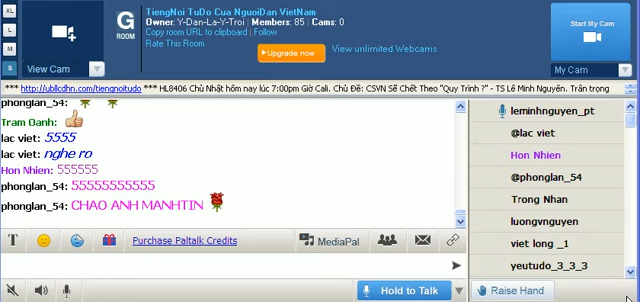 XL
L
M
S
View Cam
G
ROOM
TiengNoi TuDo Cua NguoiDan VietNam
Owner: Y-Dan-La-Y-Troi | Members: 85 | Cams: 0
Copy room URL to clipboard | Follow
Rate This Room
Upgrade now
View unlimited Webcams
Start My Cam
My Cam
*** http://ubllcdhn.com/tiengnoitudo *** HL8406 Chủ Nhật hôm nay lúc 7:00pm Giờ Cali. Chủ Đề: CSVN Sẽ Chết Theo "Quy Trình ?" - TS Lê Minh Nguyên. Trân trọng
phonglan_54:
Tram Oanh:
lac viet: 5555
lac viet: nghe ro
Hon Nhien: 555555
phonglan_54: 55555555555
phonglan_54: CHAO ANH MANHTIN
leminhnguyen_pt
@lac viet
Hon Nhien
@phonglan_54
Trong Nhan
luongvnguyen
viet long _1
yeutudo_3_3_3
T
Purchase Paltalk Credits
MediaPal
Hold to Talk
Raise Hand